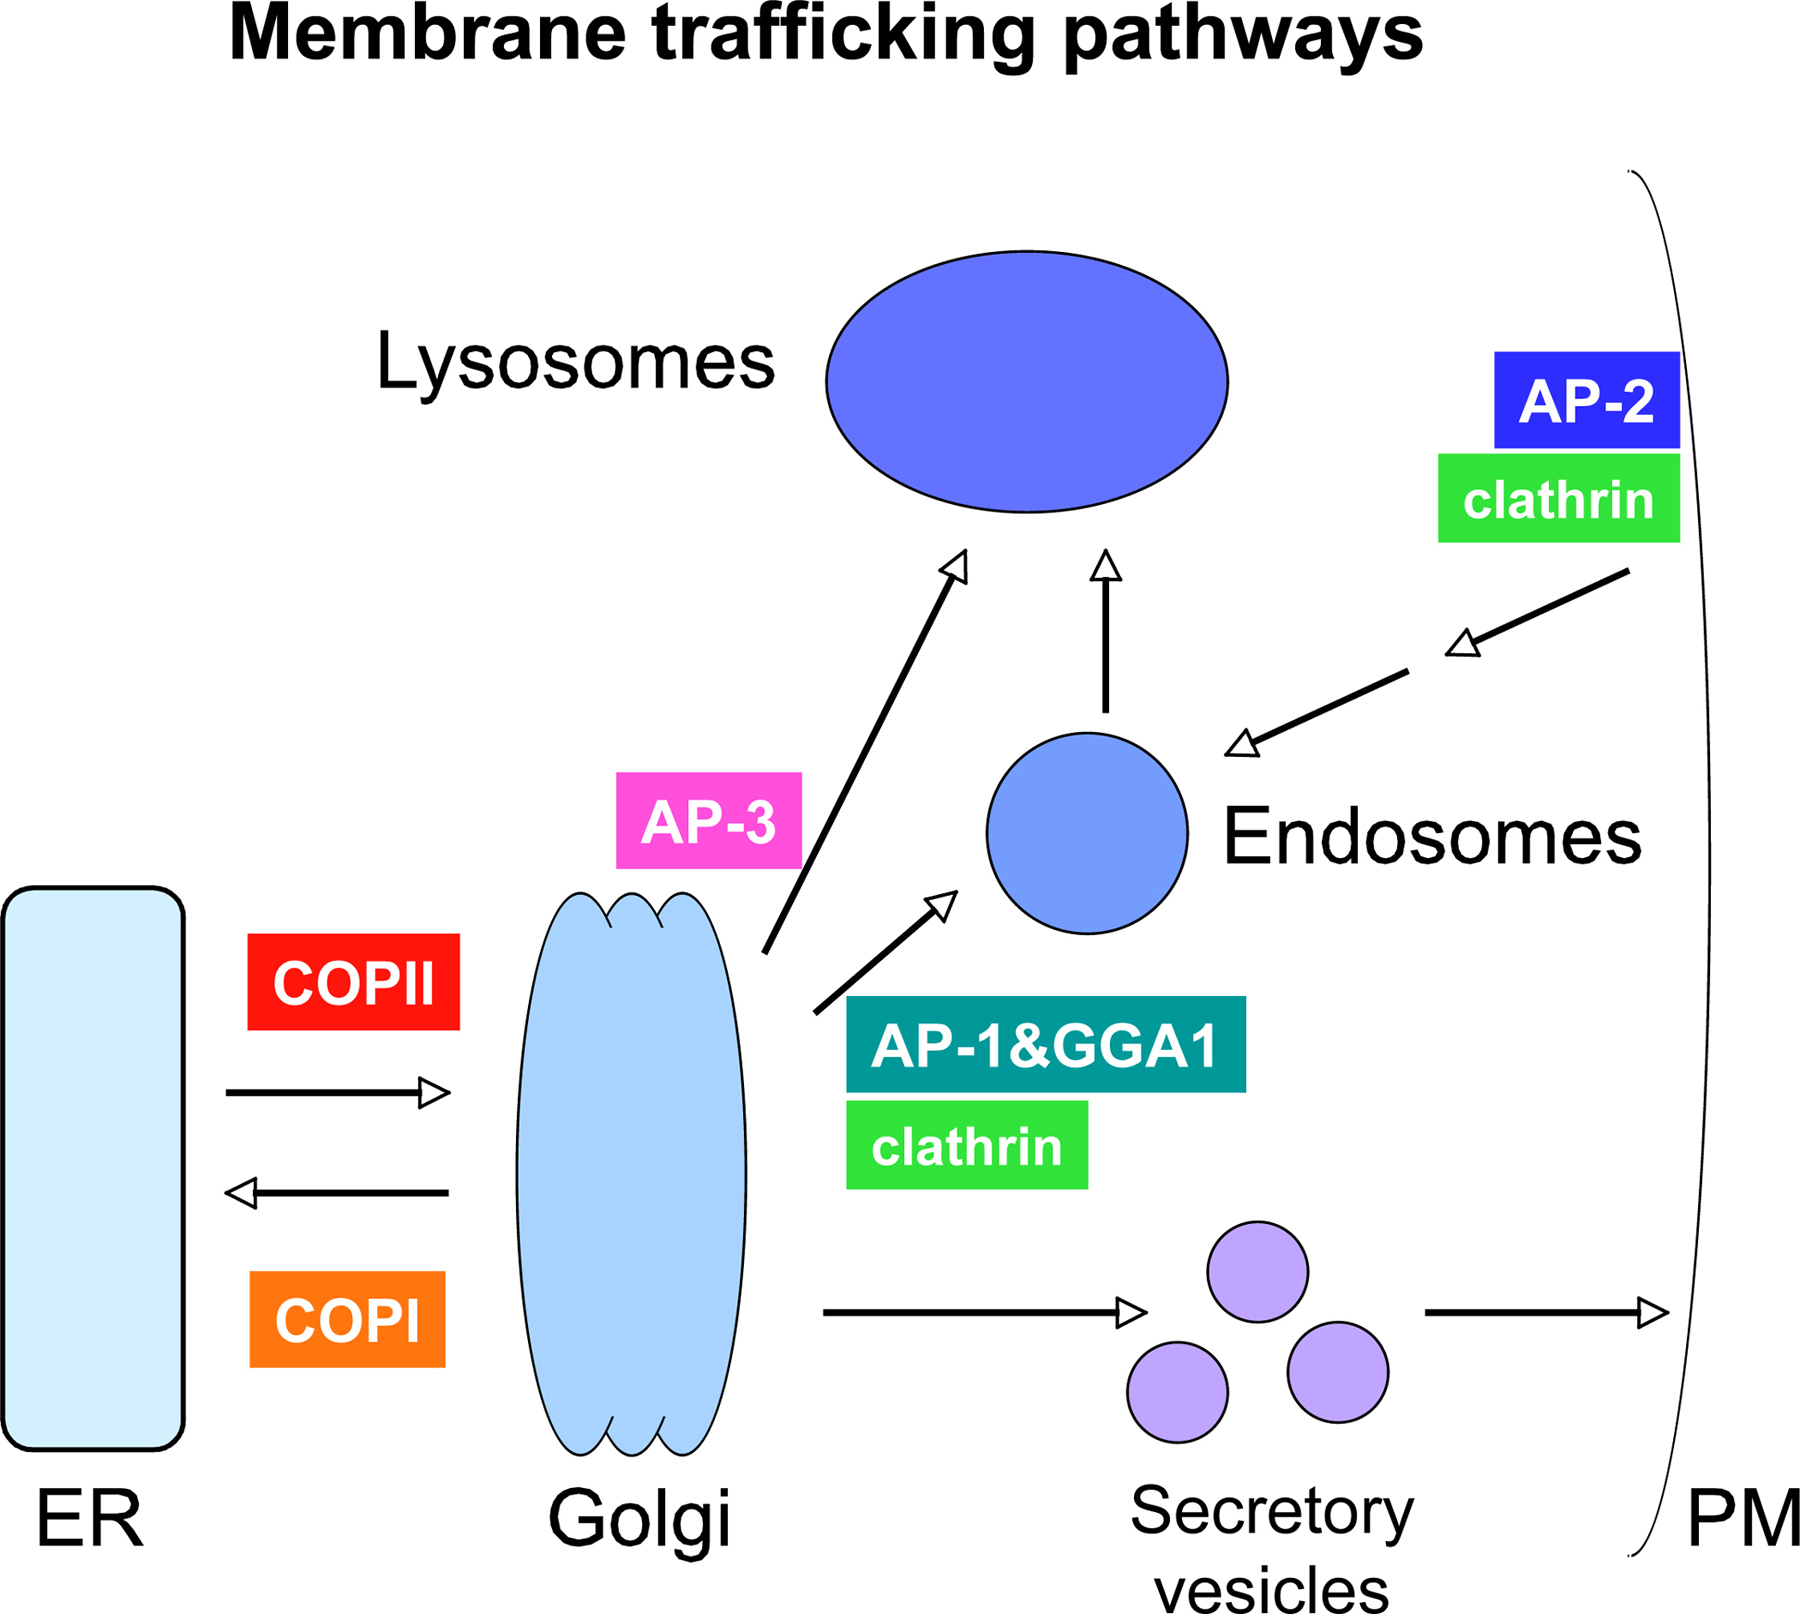 Membrane trafficking pathways
Lysosomes
AP-2
clathrin
AP-3
Endosomes
COPII
AP-1&GGA1
clathrin
COPI
ER
Golgi
Secretory
vesicles
PM